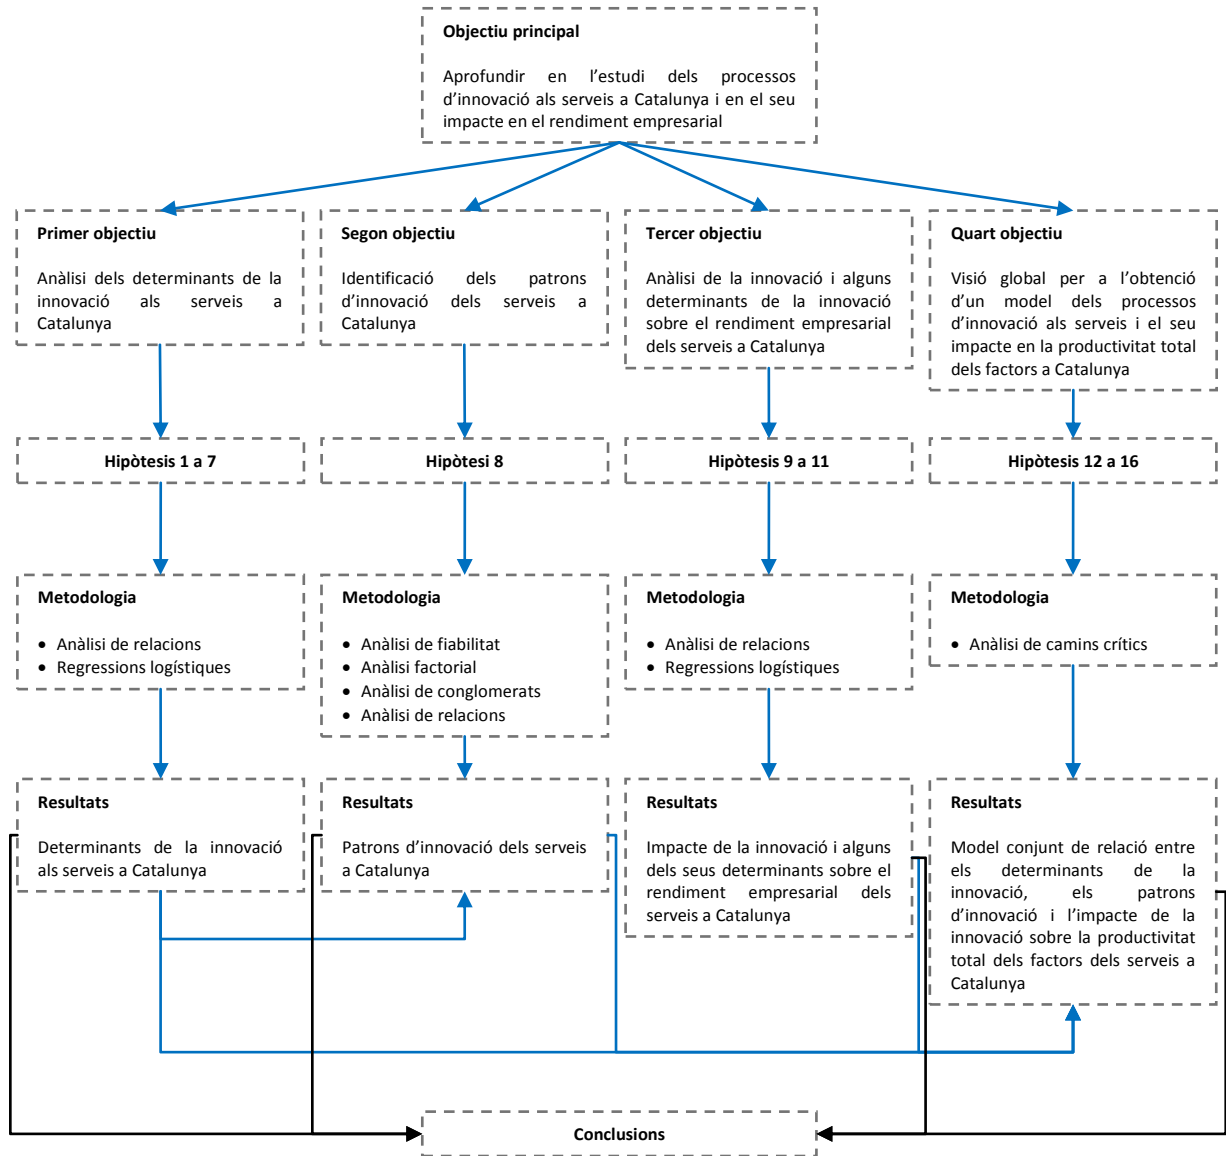 Objectiu principal
Aprofundir en l’estudi dels processos
d’innovació als serveis a Catalunya i en el seu
impacte en el rendiment empresarial
Primer objectiu
Anàlisi dels determinants de la
innovació als serveis a
Catalunya
Segon objectiu
Identificació dels patrons
d’innovació dels serveis a
Catalunya
Tercer objectiu
Anàlisi de la innovació i alguns
determinants de la innovació
sobre el rendiment empresarial
dels serveis a Catalunya
Quart objectiu
Visió global per a l’obtenció
d’un model dels processos
d’innovació als serveis i el seu
impacte en la productivitat total
dels factors a Catalunya
Hipòtesis 1 a 7
Hipòtesi 8
Hipòtesis 9 a 11
Hipòtesis 12 a 16
Metodologia
• Anàlisi de relacions
• Regressions logístiques
Metodologia
• Anàlisi de fiabilitat
• Anàlisi factorial
• Anàlisi de conglomerats
• Anàlisi de relacions
Metodologia
• Anàlisi de relacions
• Regressions logístiques
Metodologia
• Anàlisi de camins crítics
Resultats
Determinants de la innovació
als serveis a Catalunya
Resultats
Patrons d’innovació dels serveis
a Catalunya
Resultats
Impacte de la innovació i alguns
dels seus determinants sobre el
rendiment empresarial dels
serveis a Catalunya
Resultats
Model conjunt de relació entre
els determinants de la
innovació, els patrons
d’innovació i l’impacte de la
innovació sobre la productivitat
total dels factors dels serveis a
Catalunya
Conclusions